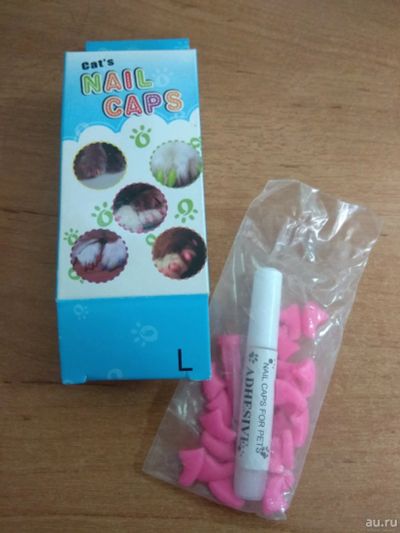 Cat's
NAIL
CAPS
L
NAIL CAPS FOR PETS
ADHESIVE
au.ru